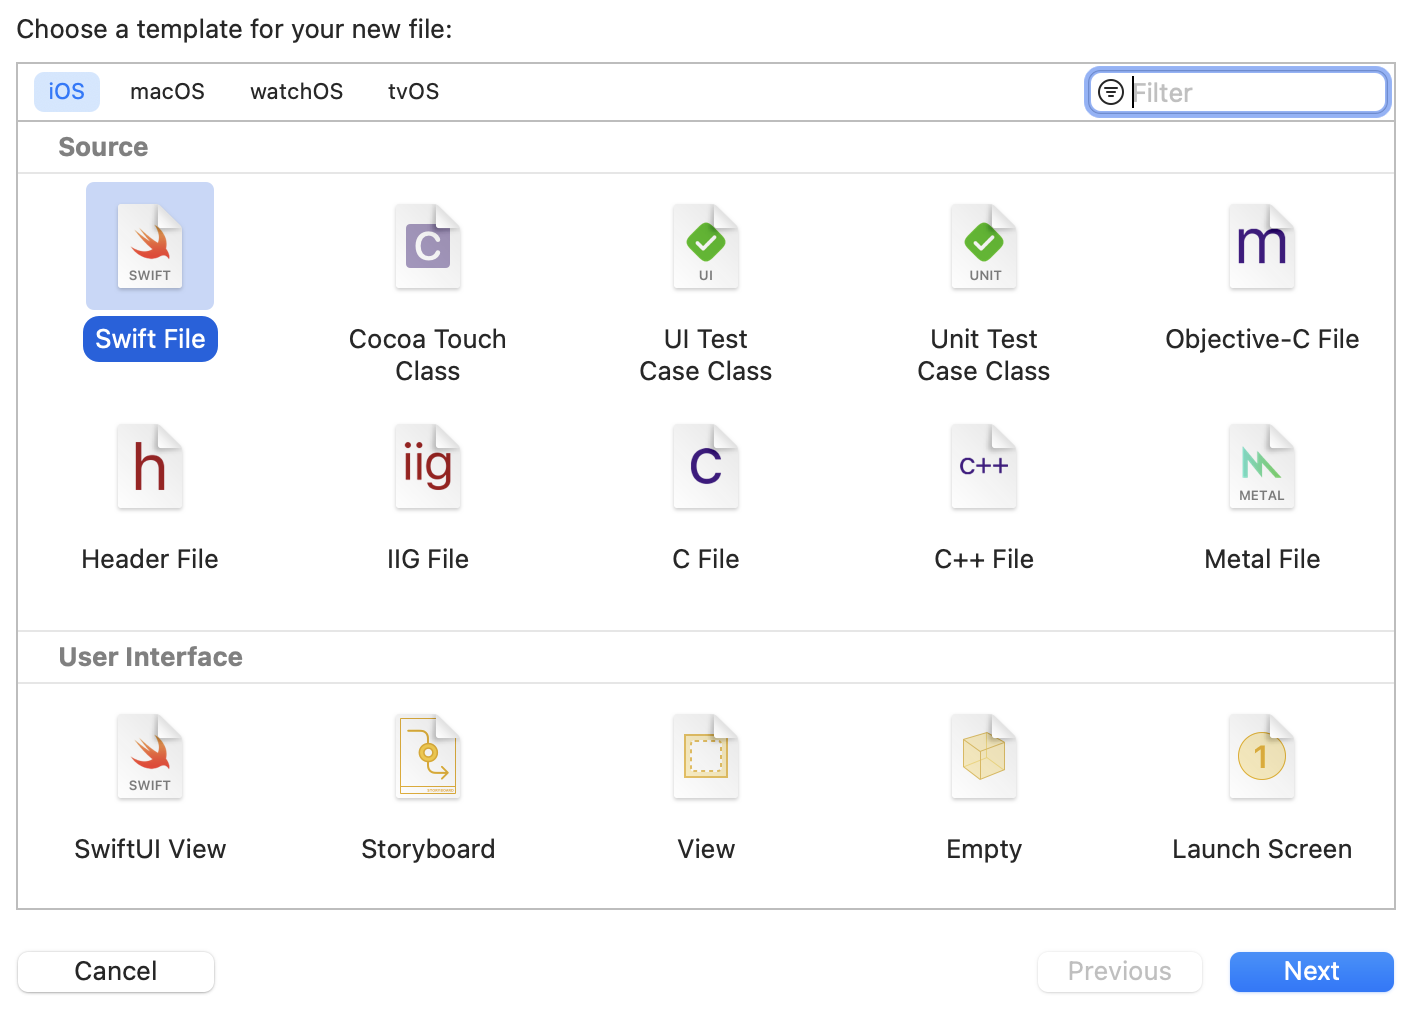 Choose a template for your new file:
iOS macOS watchOS tvOS Filter
Source
SWIFT C UI UNIT m
Swift File Cocoa Touch Class UI Test Case Class Unit Test Case Class Objective-C File
h iig C C++ METAL
Header File IIG File C File C++ File Metal File
User Interface
SWIFT 1
SwiftUI View Storyboard View Empty Launch Screen
Cancel Previous Next